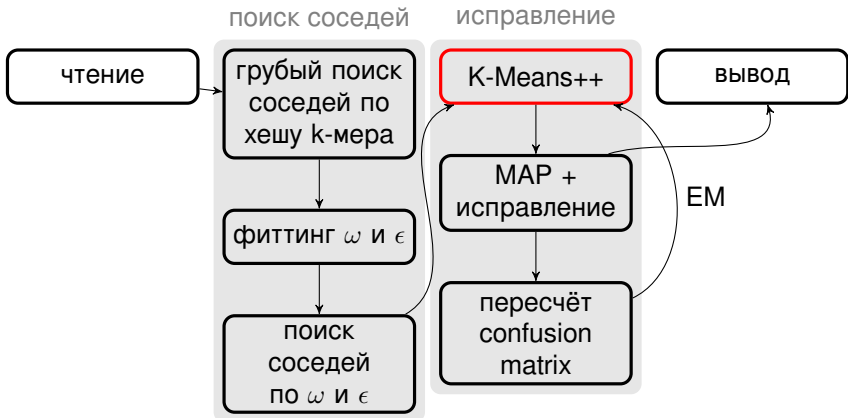 поиск соседей
исправление
чтение
грубый поиск
соседей по
хешу k-мера
фиттинг ω и ϵ
поиск
соседей
по ω и ϵ
K-Means++
MAP +
исправление
пересчёт
confusion
matrix
EM
вывод